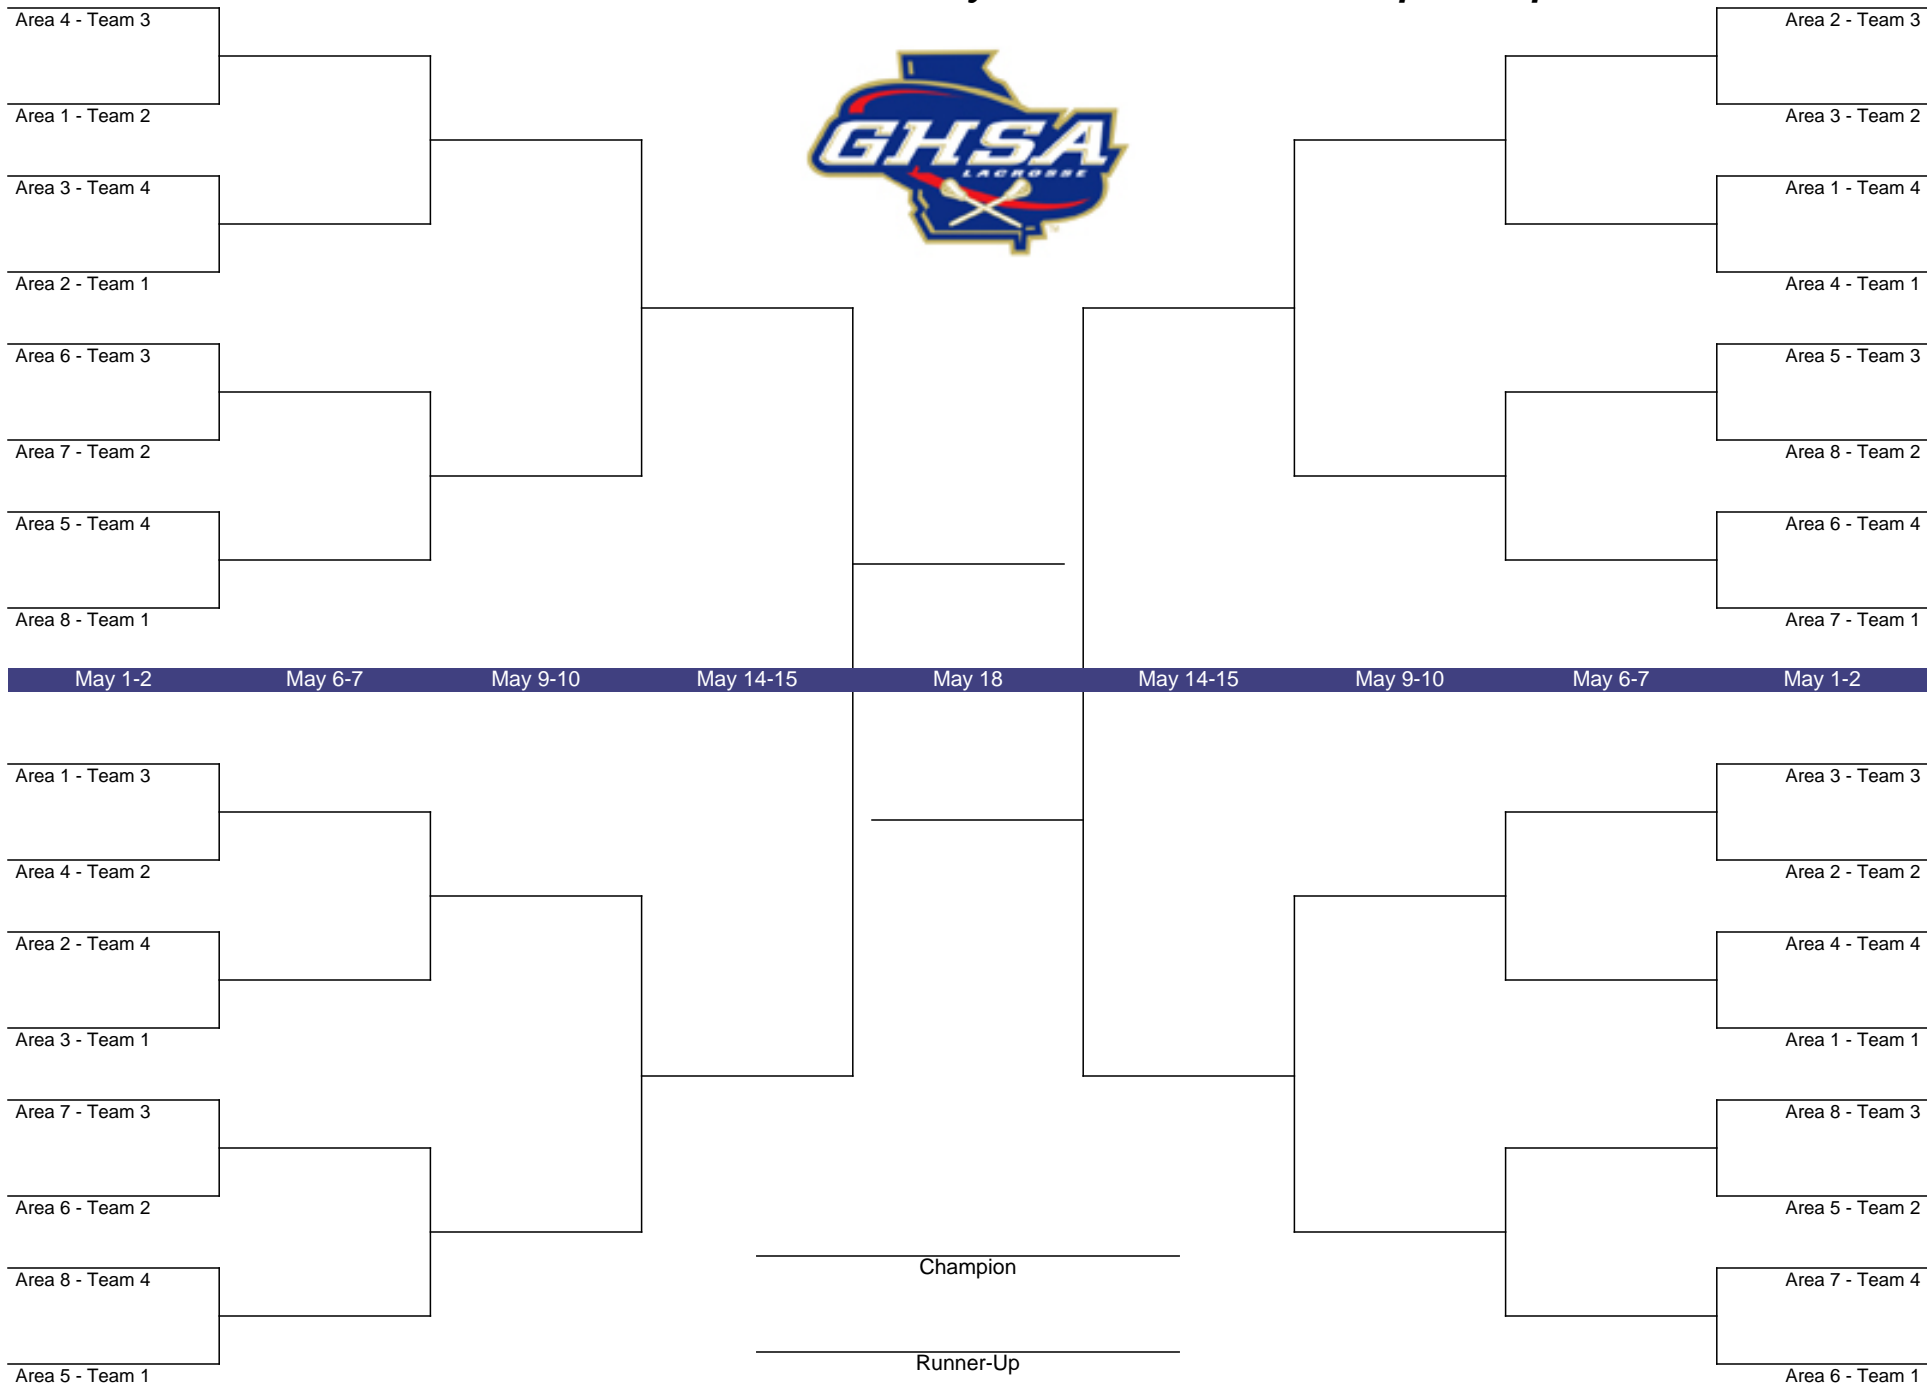 Area 4 - Team 3
Area 1 - Team 2
Area 3 - Team 4
Area 2 - Team 1
Area 6 - Team 3
Area 7 - Team 2
Area 5 - Team 4
Area 8 - Team 1
GHSA
LACROSSE
TM
Area 2 - Team 3
Area 3 - Team 2
Area 1 - Team 4
Area 4 - Team 1
Area 5 - Team 3
Area 8 - Team 2
Area 6 - Team 4
Area 7 - Team 1
May 1-2 May 6-7 May 9-10 May 14-15 May 18 May 14-15 May 9-10 May 6-7 May 1-2
Area 1 - Team 3
Area 4 - Team 2
Area 2 - Team 4
Area 3 - Team 1
Area 7 - Team 3
Area 6 - Team 2
Area 8 - Team 4
Area 5 - Team 1
Champion
Runner-Up
Area 3 - Team 3
Area 2 - Team 2
Area 4 - Team 4
Area 1 - Team 1
Area 8 - Team 3
Area 5 - Team 2
Area 7 - Team 4
Area 6 - Team 1